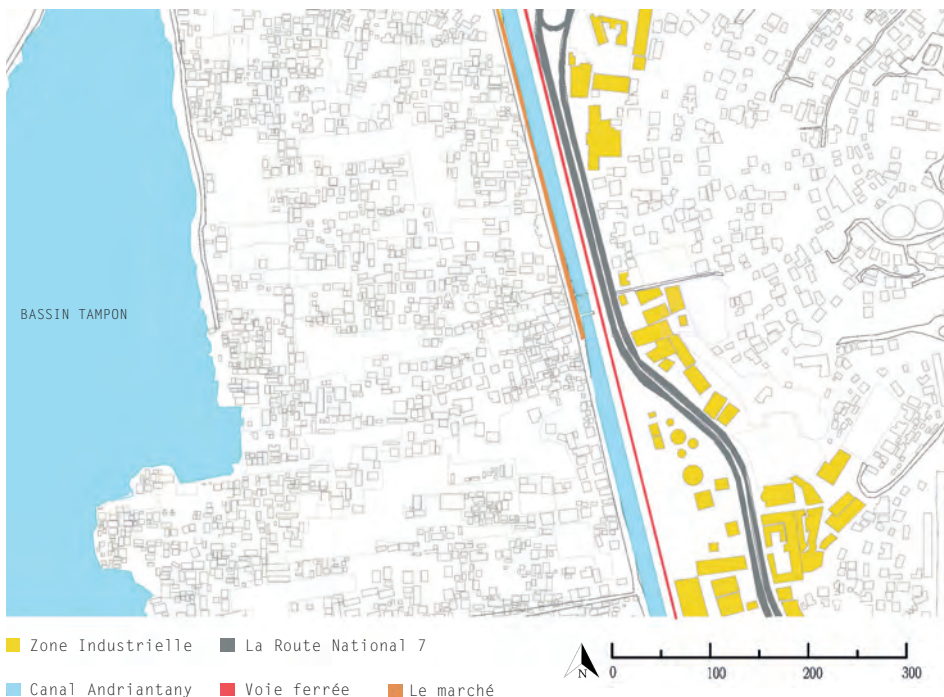 BASSIN TAMPON
Zone Industrielle
La Route National 7
Canal Andriantany
Voie ferrée
Le marché
N
0 100 200 300